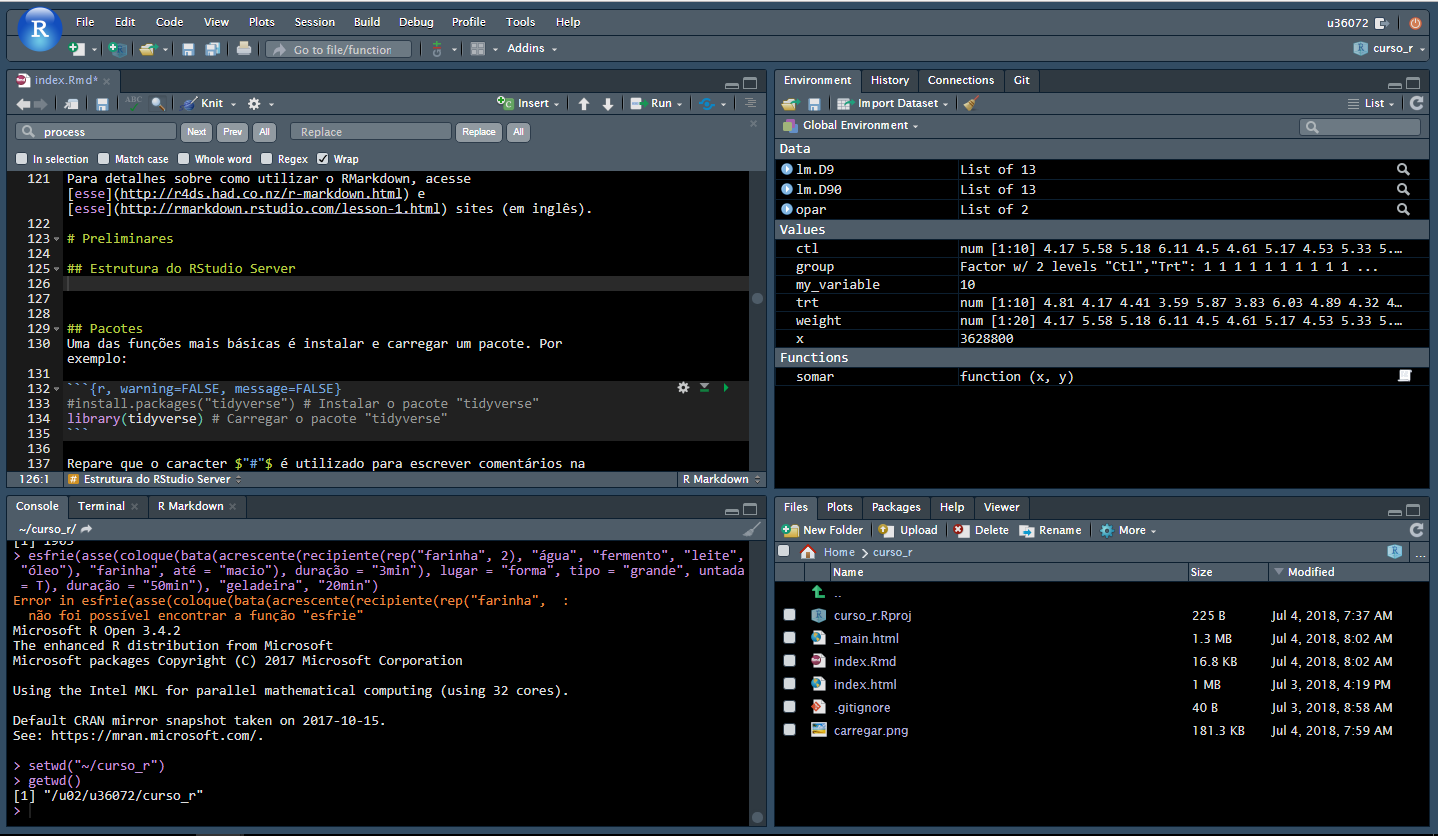 R
File Edit Code View Plots Session Build Debug Profile Tools Help
u36072
Go to file/function Addins
curso_r
index.Rmd*
ABC Knit Insert Run
process Next Prev All Replace Replace All
In selection Match case Whole word Regex Wrap
121 Para detalhes sobre como utilizar o RMarkdown, acesse
[esse](http://r4ds.had.co.nz/r-markdown.html) e
[esse](http://rmarkdown.rstudio.com/lesson-1.html) sites (em inglês).
122
123 # Preliminares
124
125 ## Estrutura do RStudio Server
126
127
128
129 ## Pacotes
130 Uma das funções mais básicas é instalar e carregar um pacote. Por
exemplo:
131
132 ```{r, warning=FALSE, message=FALSE}
133 #install.packages("tidyverse") # Instalar o pacote "tidyverse"
134 library(tidyverse) # Carregar o pacote "tidyverse"
135 ```
136
137 Repare que o caracter $"#"$ é utilizado para escrever comentários na
126:1 # Estrutura do RStudio Server R Markdown
Console Terminal R Markdown
~/curso_r/
[1] 1965
> esfrie(asse(coloque(bata(acrescente(recipiente(rep("farinha", 2), "água", "fermento", "leite",
"óleo"), "farinha", até = "macio"), duração = "3min"), lugar = "forma", tipo = "grande", untada
= T), duração = "50min"), "geladeira", "20min")
Error in esfrie(asse(coloque(bata(acrescente(recipiente(rep("farinha", :
não foi possível encontrar a função "esfrie"
Microsoft R Open 3.4.2
The enhanced R distribution from Microsoft
Microsoft packages Copyright (C) 2017 Microsoft Corporation
Using the Intel MKL for parallel mathematical computing (using 32 cores).
Default CRAN mirror snapshot taken on 2017-10-15.
See: https://mran.microsoft.com/.
> setwd("~/curso_r")
> getwd()
[1] "/u02/u36072/curso_r"
>
Environment History Connections Git
Import Dataset List
Global Environment
Data
lm.D9 List of 13
lm.D90 List of 13
opar List of 2
Values
ctl num [1:10] 4.17 5.58 5.18 6.11 4.5 4.61 5.17 4.53 5.33 5.…
group Factor w/ 2 levels "Ctl","Trt": 1 1 1 1 1 1 1 1 1 1 ...
my_variable 10
trt num [1:10] 4.81 4.17 4.41 3.59 5.87 3.83 6.03 4.89 4.32 4…
weight num [1:20] 4.17 5.58 5.18 6.11 4.5 4.61 5.17 4.53 5.33 5.…
x 3628800
Functions
somar function (x, y)
Files Plots Packages Help Viewer
New Folder Upload Delete Rename More
Home curso_r ...
Name Size Modified
..
curso_r.Rproj 225 B Jul 4, 2018, 7:37 AM
_main.html 1.3 MB Jul 4, 2018, 8:02 AM
index.Rmd 16.8 KB Jul 4, 2018, 8:02 AM
index.html 1 MB Jul 3, 2018, 4:19 PM
.gitignore 40 B Jul 3, 2018, 8:58 AM
carregar.png 181.3 KB Jul 4, 2018, 7:59 AM